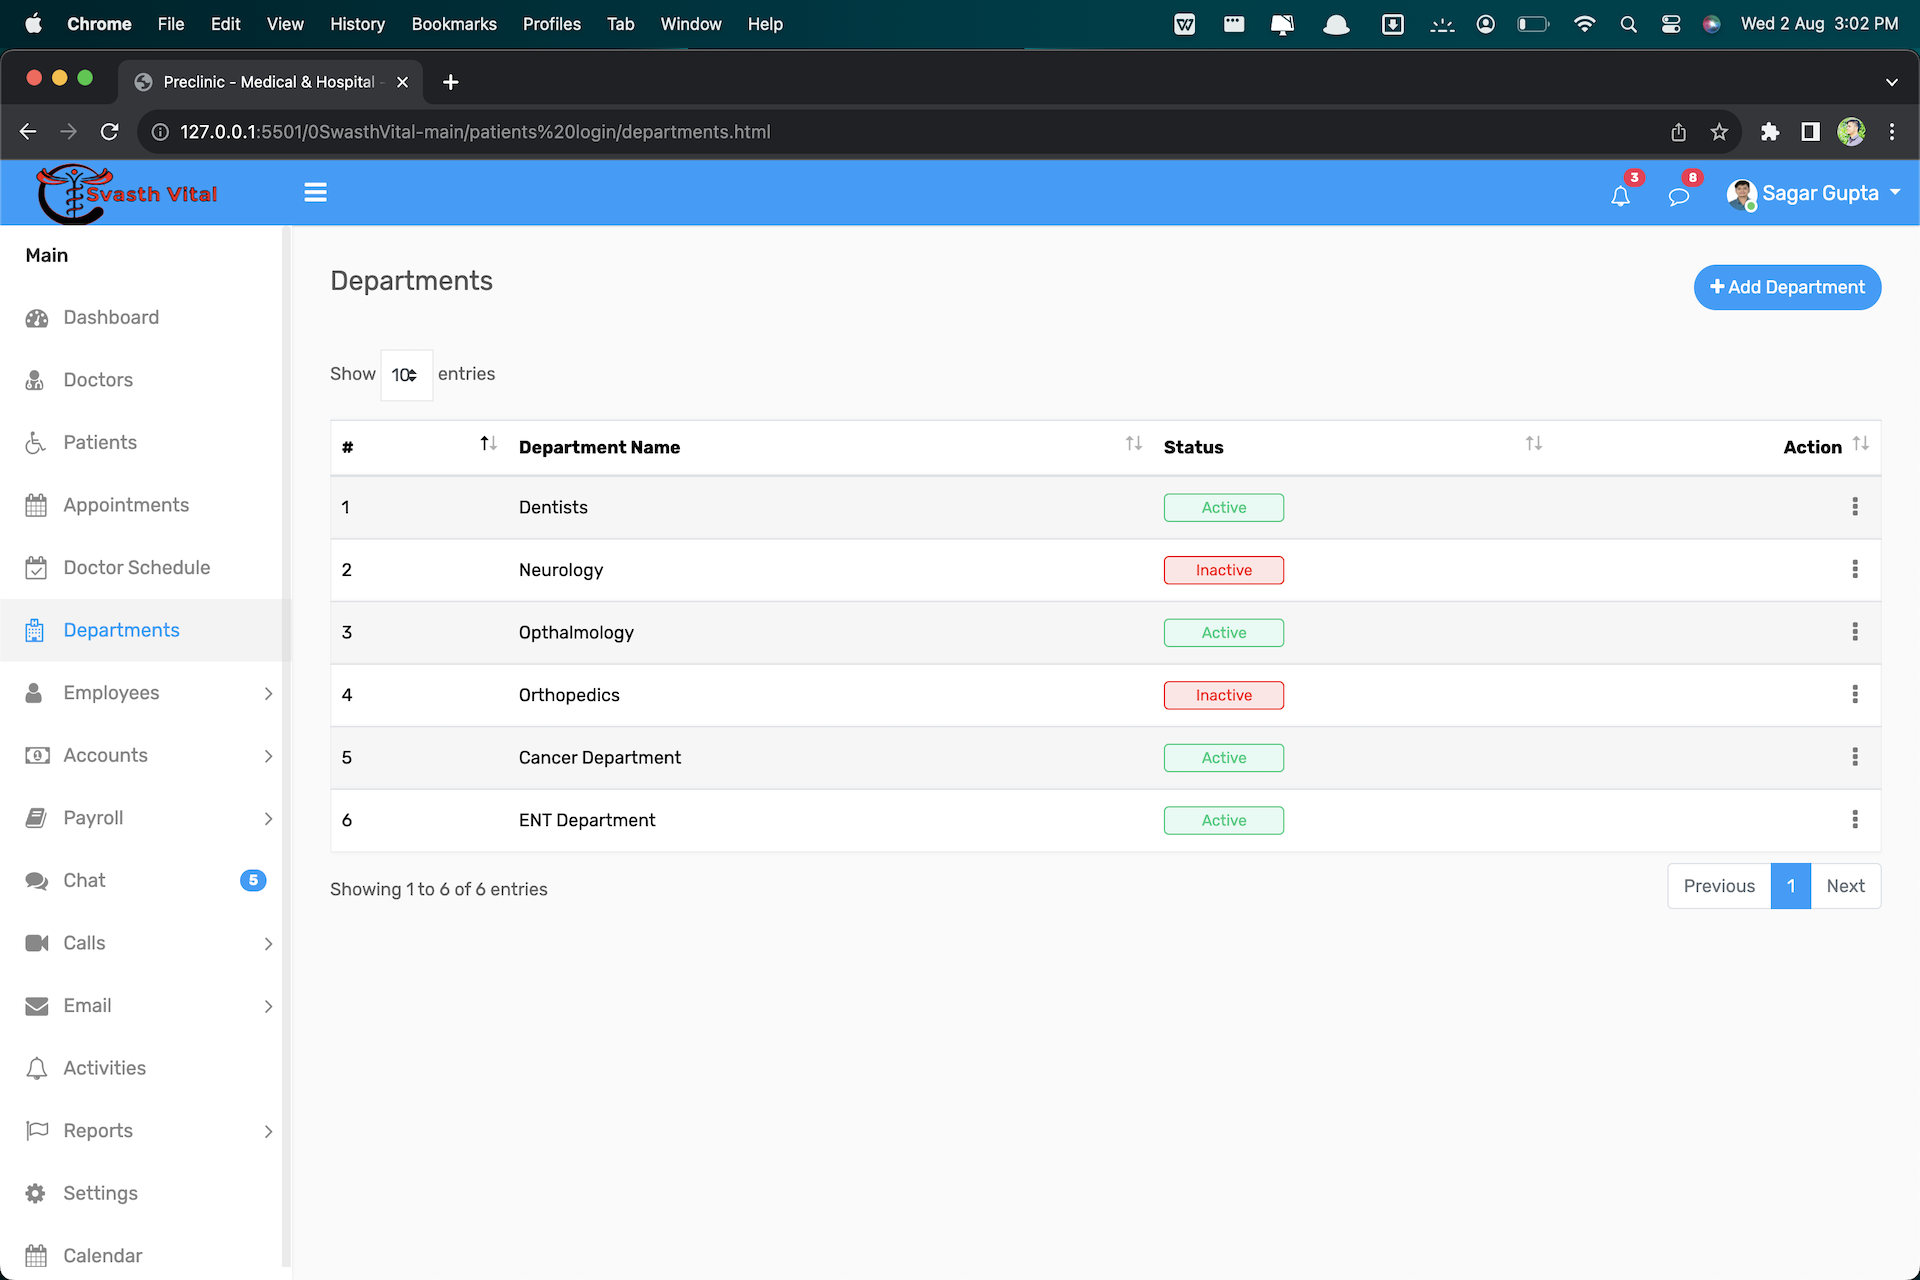 Chrome File Edit View History Bookmarks Profiles Tab Window Help Wed 2 Aug 3:02 PM
Preclinic - Medical & Hospital -
127.0.0.1:5501/0SwasthVital-main/patients%20login/departments.html
Svasth Vital 3 8 Sagar Gupta
Main
Dashboard
Doctors
Patients
Appointments
Doctor Schedule
Departments
Employees
Accounts
Payroll
Chat 5
Calls
Email
Activities
Reports
Settings
Calendar
Departments
+ Add Department
Show 10 entries
# Department Name Status Action
1 Dentists Active
2 Neurology Inactive
3 Opthalmology Active
4 Orthopedics Inactive
5 Cancer Department Active
6 ENT Department Active
Showing 1 to 6 of 6 entries
Previous 1 Next